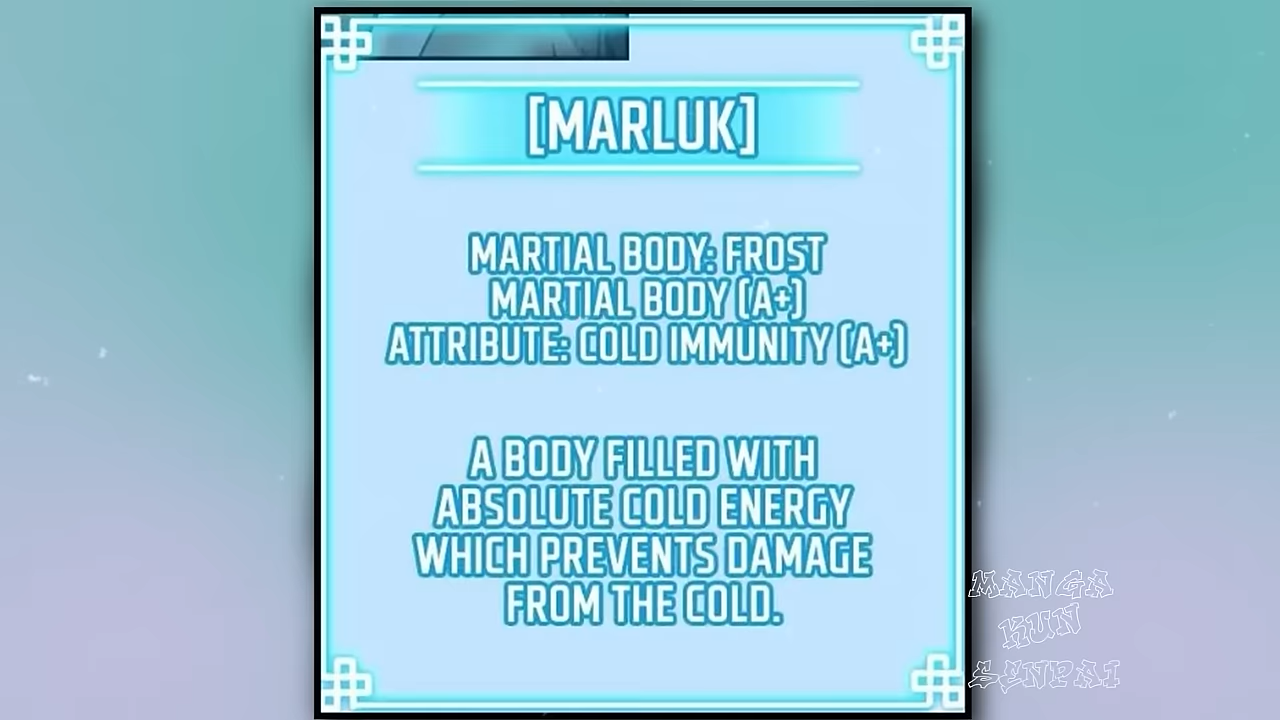 [MARLUK]
MARTIAL BODY: FROST
MARTIAL BODY (A+)
ATTRIBUTE: COLD IMMUNITY (A+)
A BODY FILLED WITH
ABSOLUTE COLD ENERGY
WHICH PREVENTS DAMAGE
FROM THE COLD.
MANGA
KUN
SENPAI